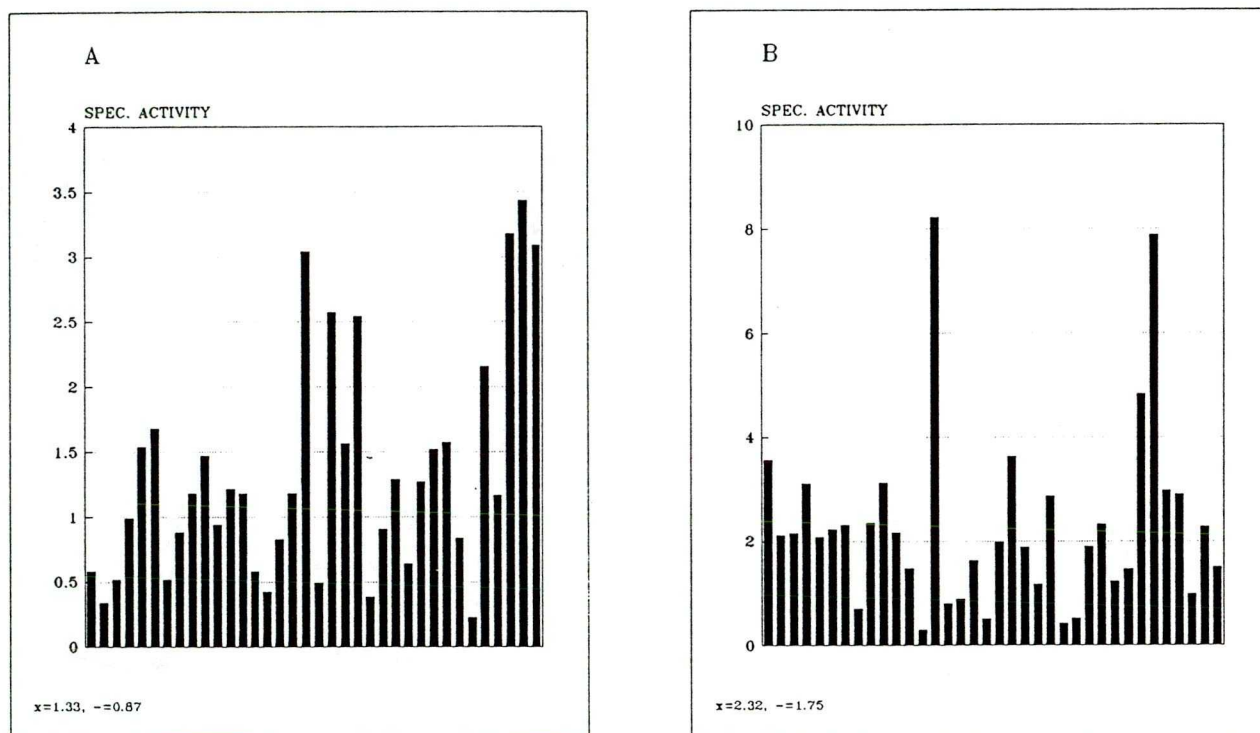 A
SPEC. ACTIVITY
4
3.5
3
2.5
2
1.5
1
0.5
0
x=1.33, -=0.87
B
SPEC. ACTIVITY
10
8
6
4
2
0
x=2.32, -=1.75